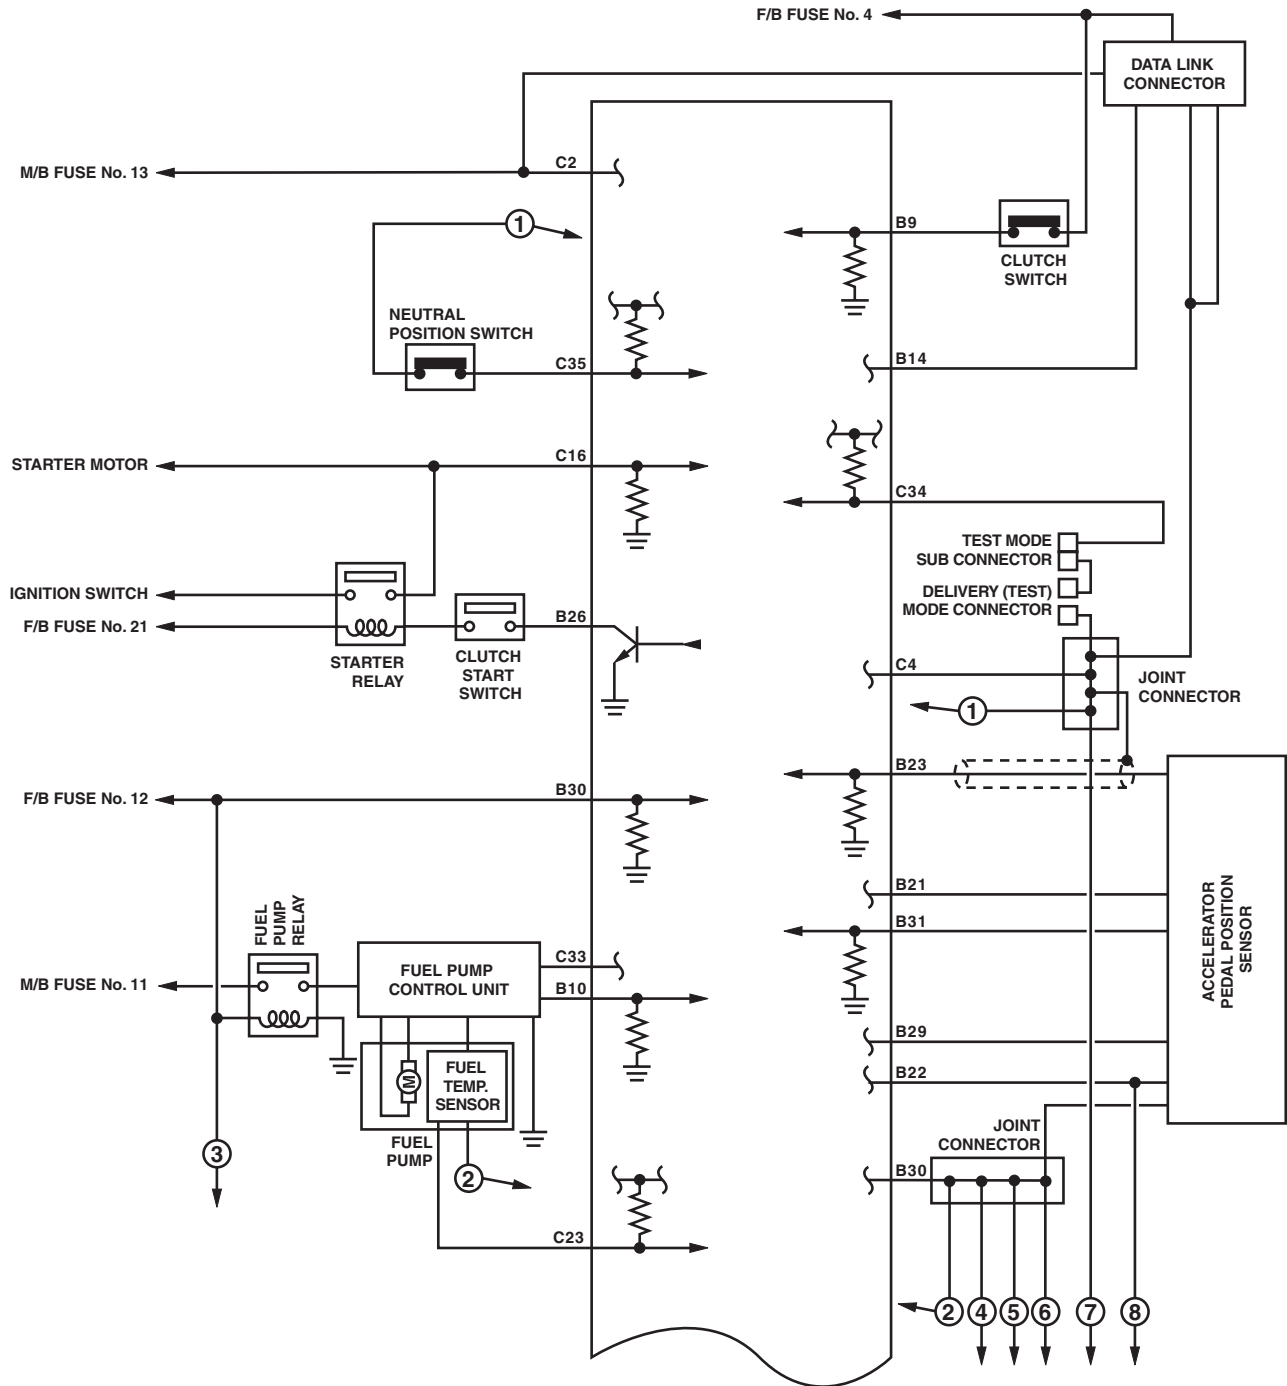 F/B FUSE No. 4
DATA LINK
CONNECTOR
M/B FUSE No. 13
C2
1
B9
CLUTCH
SWITCH
NEUTRAL
POSITION SWITCH
C35
B14
STARTER MOTOR
C16
C34
TEST MODE
SUB CONNECTOR
DELIVERY (TEST)
MODE CONNECTOR
IGNITION SWITCH
F/B FUSE No. 21
B26
STARTER
RELAY
CLUTCH
START
SWITCH
C4
JOINT
CONNECTOR
1
B23
F/B FUSE No. 12
B30
B21
B31
ACCELERATOR
PEDAL POSITION
SENSOR
FUEL
PUMP
RELAY
M/B FUSE No. 11
FUEL PUMP
CONTROL UNIT
C33
B10
B29
B22
M
FUEL
TEMP.
SENSOR
FUEL
PUMP
3
2
JOINT
CONNECTOR
B30
C23
2
4
5
6
7
8